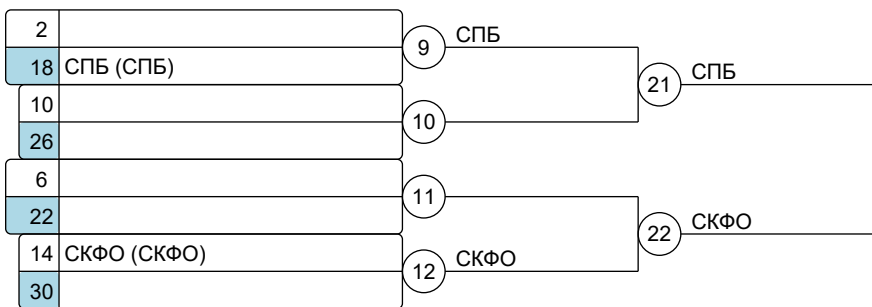 2
9 СПБ
18 СПБ (СПБ)
21 СПБ
10
10
26
6
11
22
22 СКФО
14 СКФО (СКФО)
12 СКФО
30